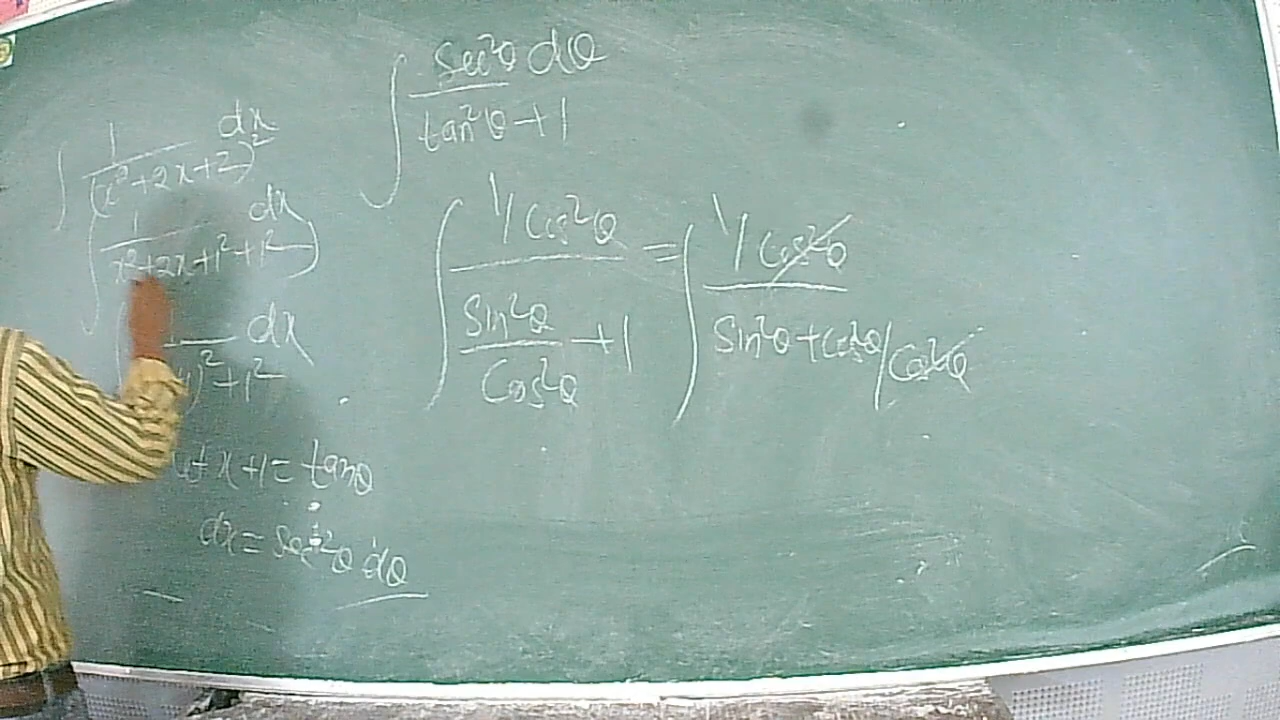 ∫ 1/(x²+2x+2)² dx
∫ 1/(x²+2x+1²+1²) dx
dx
)²+1²
x+1 = tanθ
dx = sec²θ dθ
∫ sec²θ dθ / tan²θ+1
∫ 1/cos²θ / (sin²θ/cos²θ + 1) = ∫ 1/cos²θ / (sin²θ+cos²θ/cos²θ)